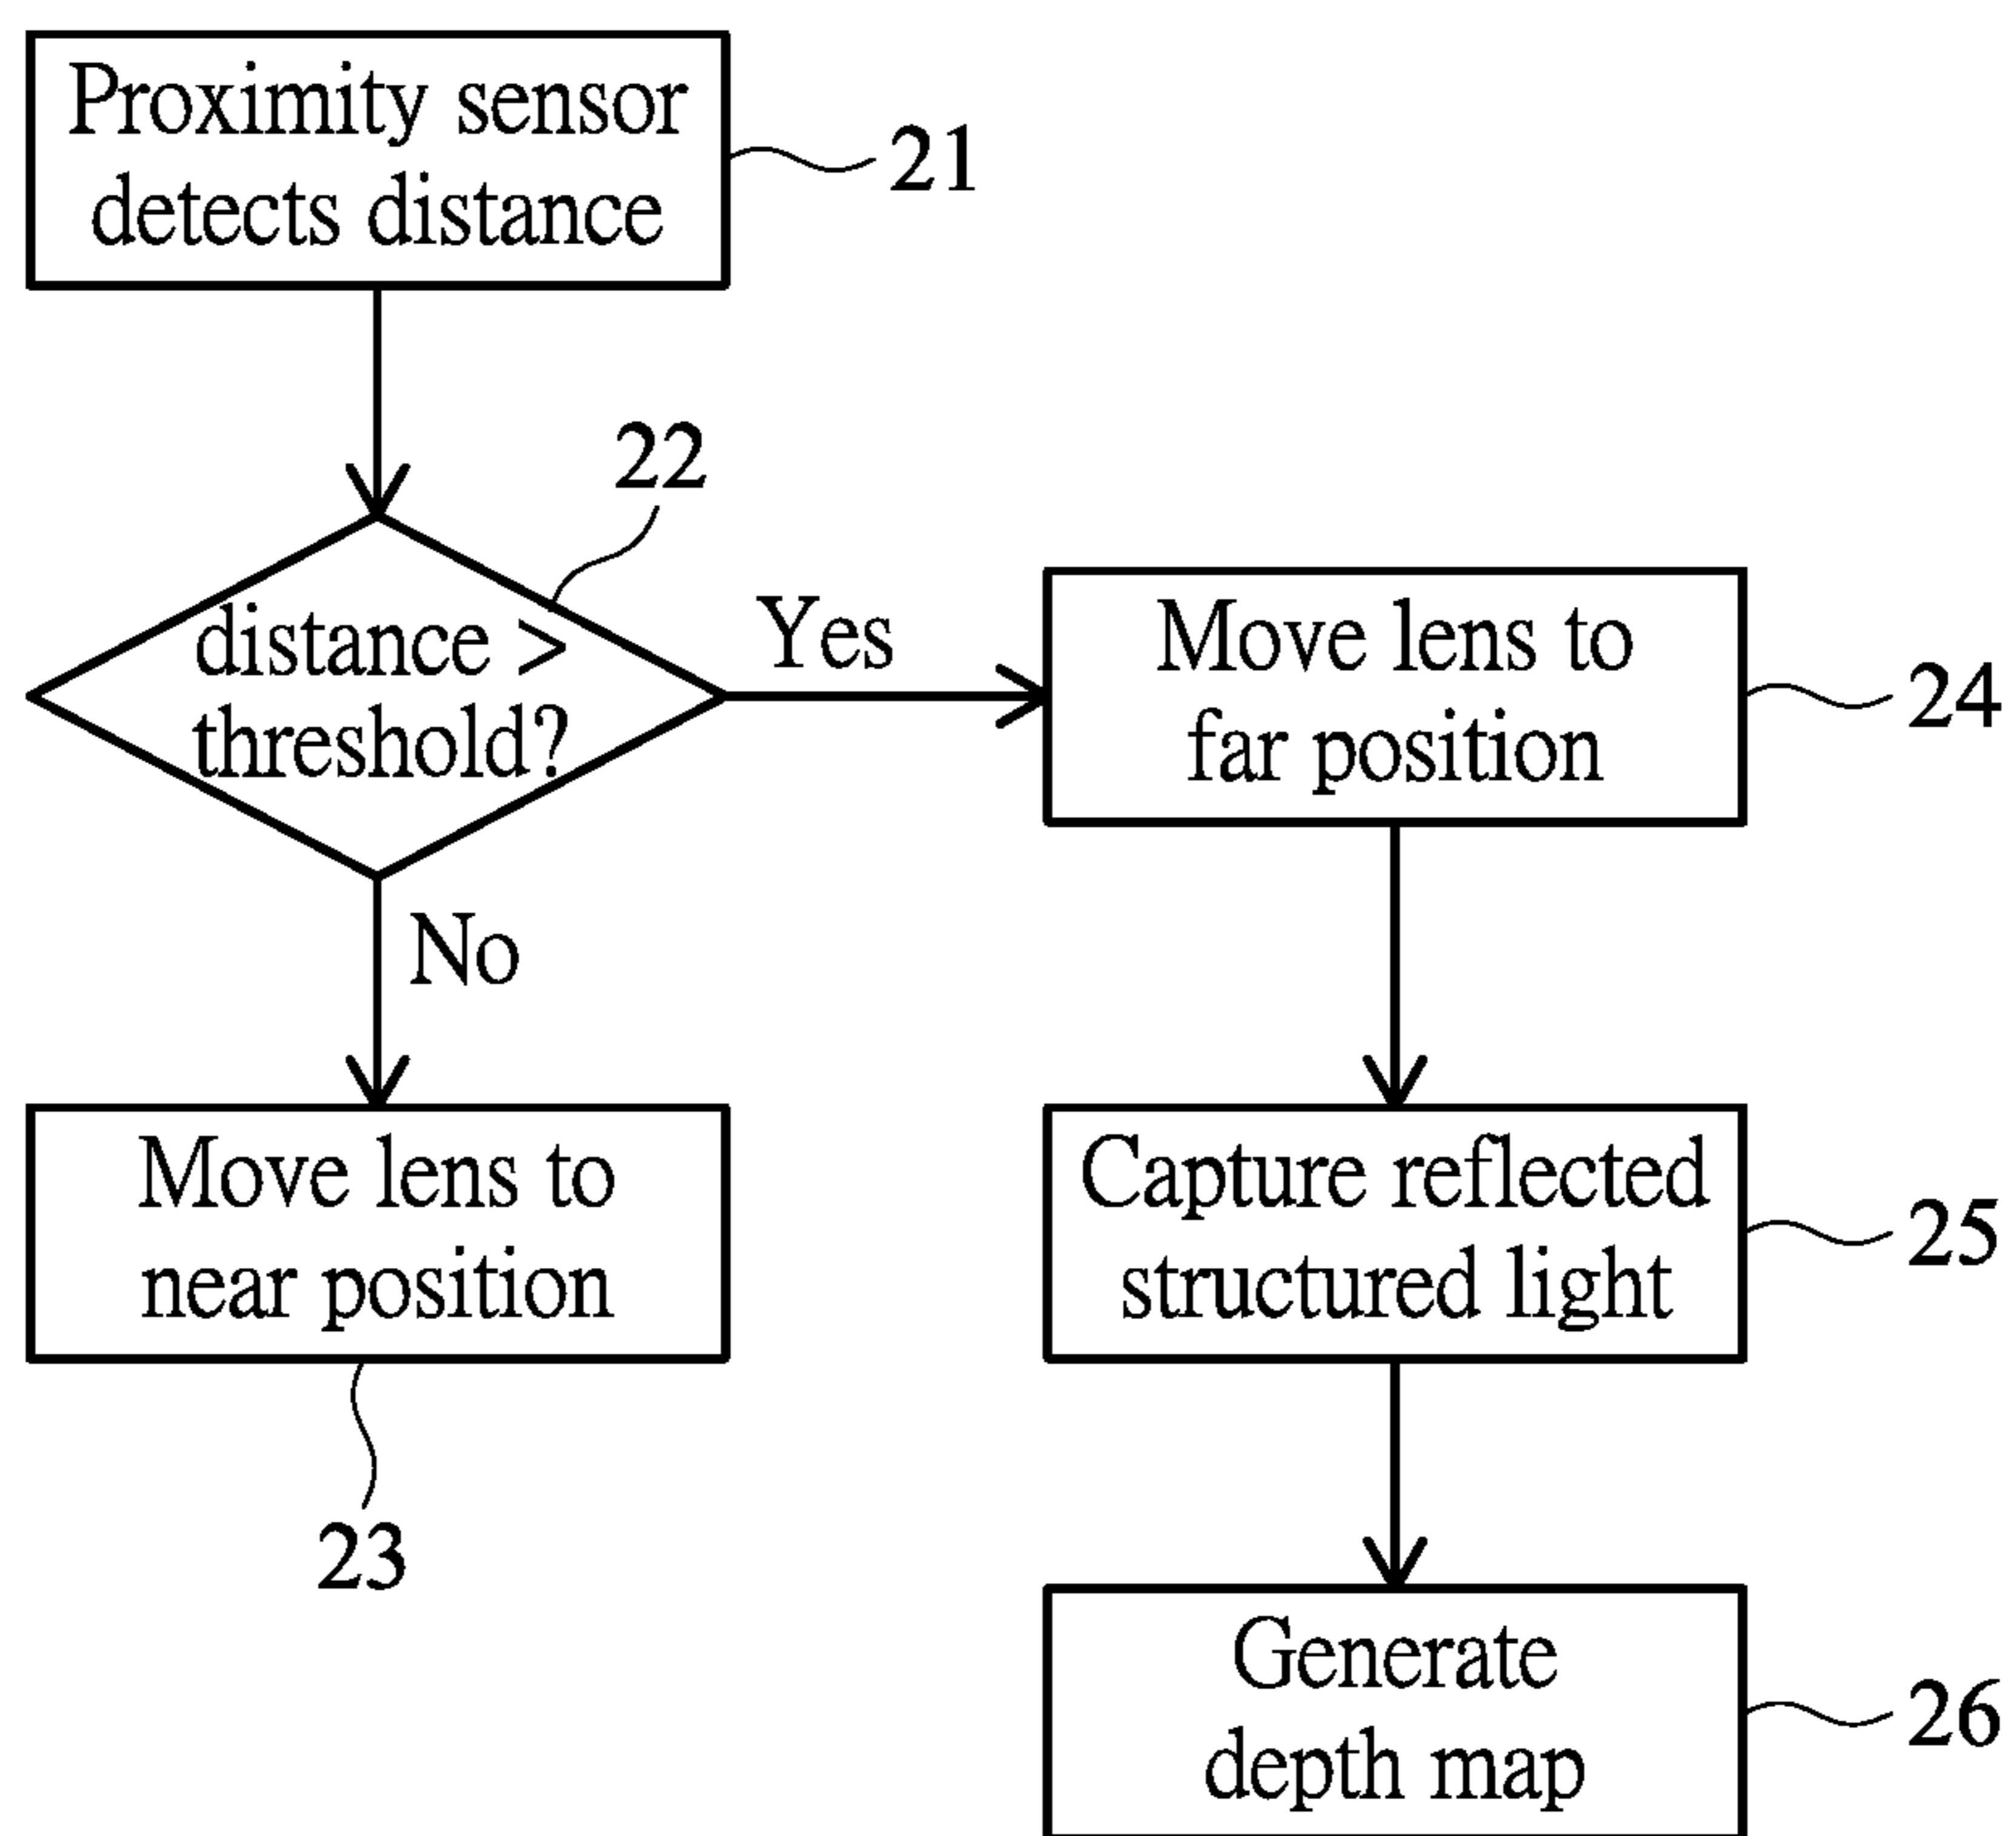 Proximity sensor
detects distance
21
22
distance >
threshold?
Yes
No
Move lens to
near position
23
Move lens to
far position
24
Capture reflected
structured light
25
Generate
depth map
26